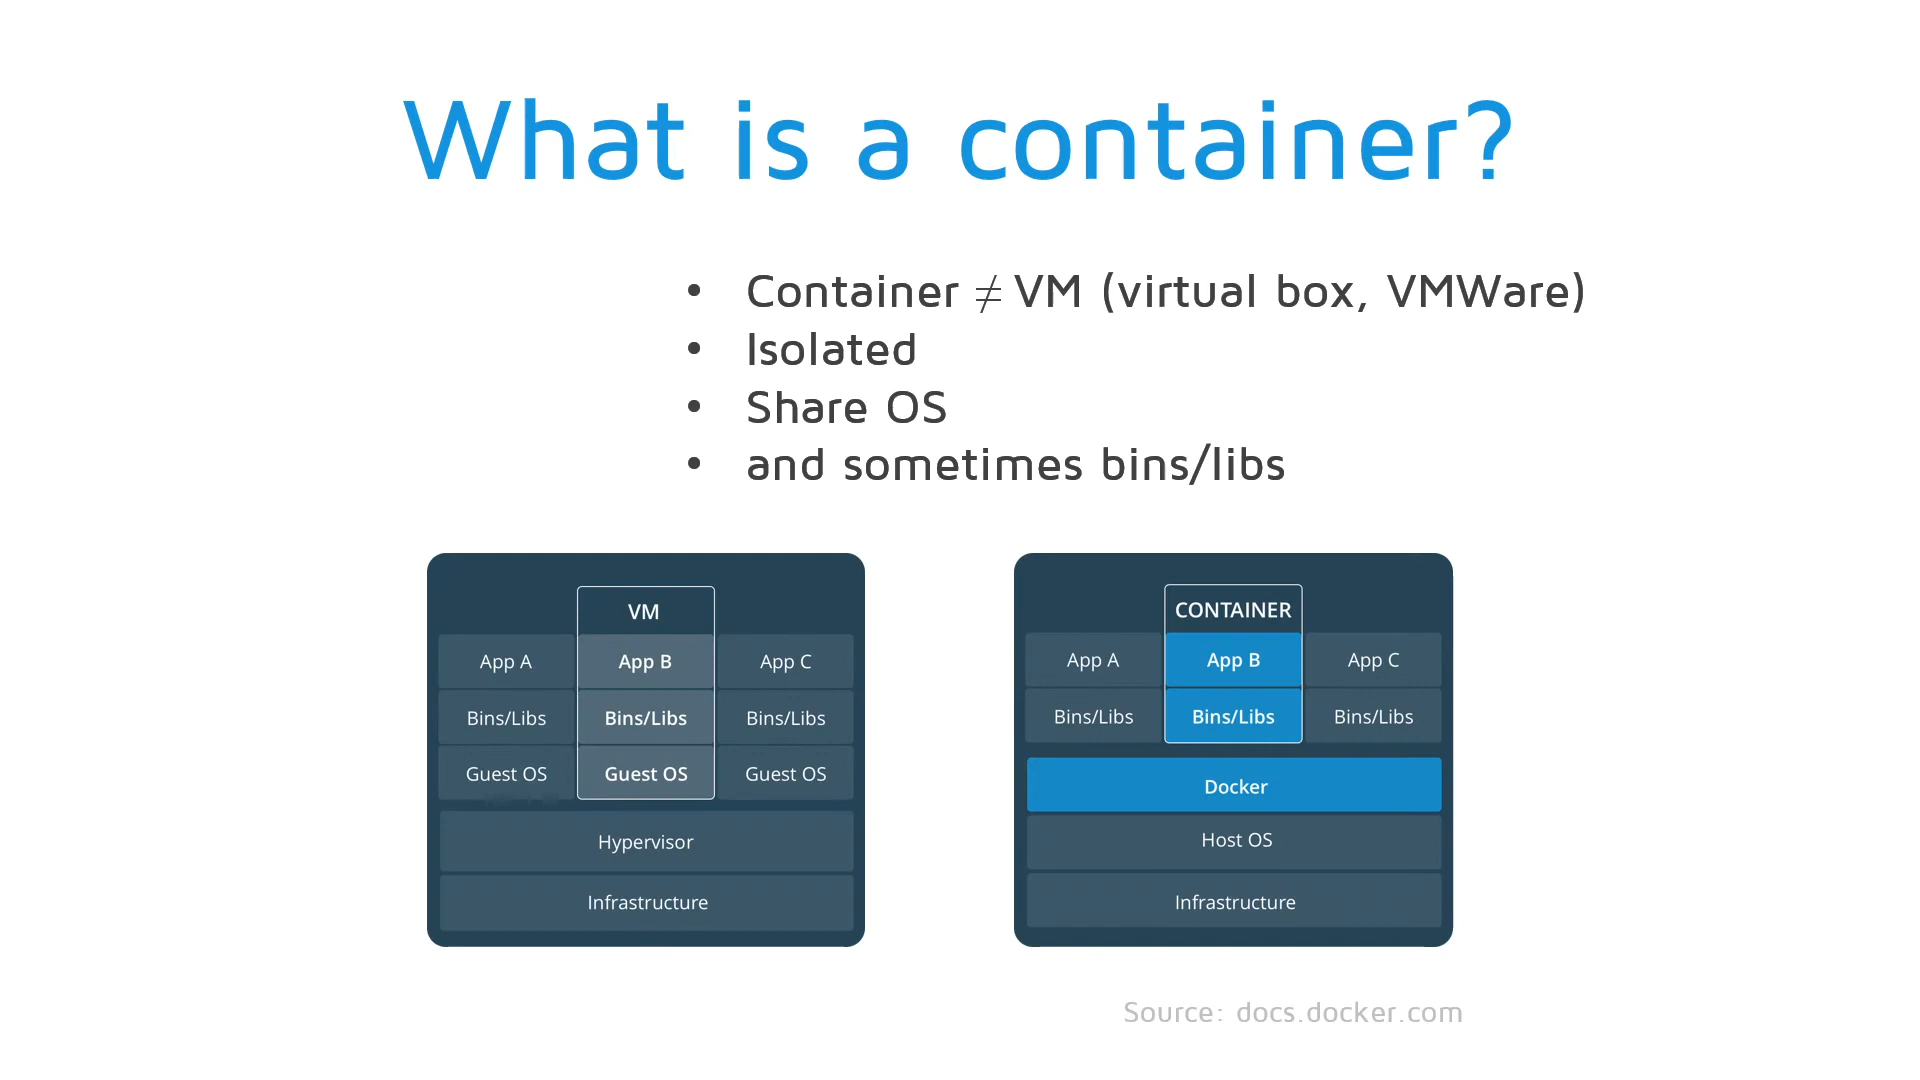 What is a container?
• Container ≠ VM (virtual box, VMWare)
• Isolated
• Share OS
• and sometimes bins/libs
VM
App A App B App C
Bins/Libs Bins/Libs Bins/Libs
Guest OS Guest OS Guest OS
Hypervisor
Infrastructure
CONTAINER
App A App B App C
Bins/Libs Bins/Libs Bins/Libs
Docker
Host OS
Infrastructure
Source: docs.docker.com